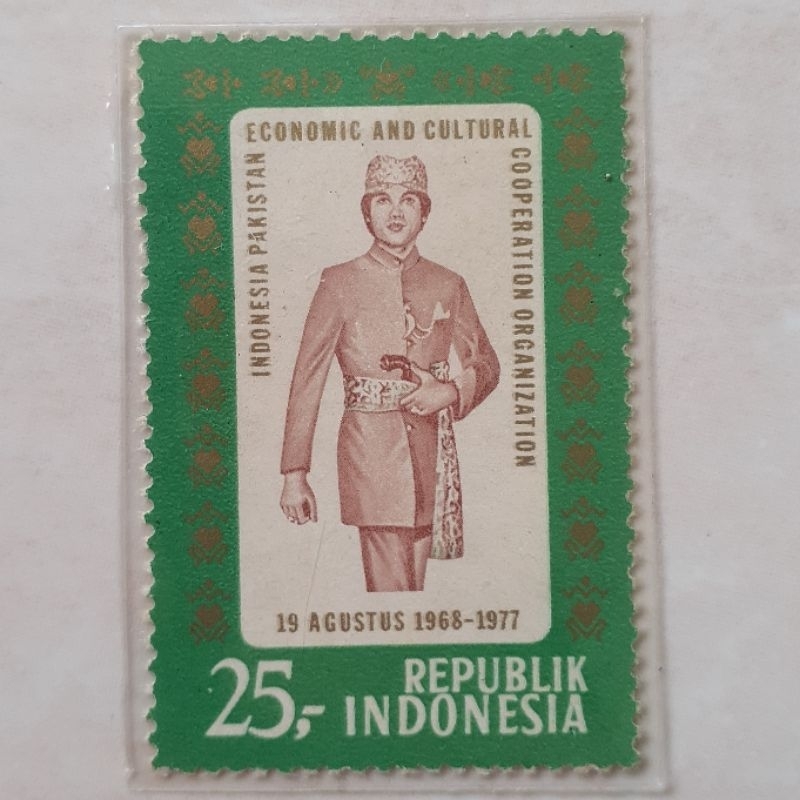 INDONESIA PAKISTAN
ECONOMIC AND CULTURAL
COOPERATION ORGANIZATION
19 AGUSTUS 1968-1977
25,-
REPUBLIK
INDONESIA